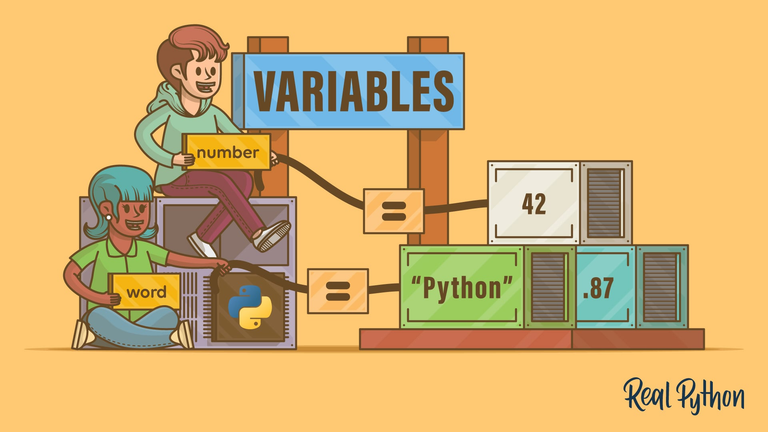 VARIABLES
number
=
42
word
=
“Python”
.87
Real Python